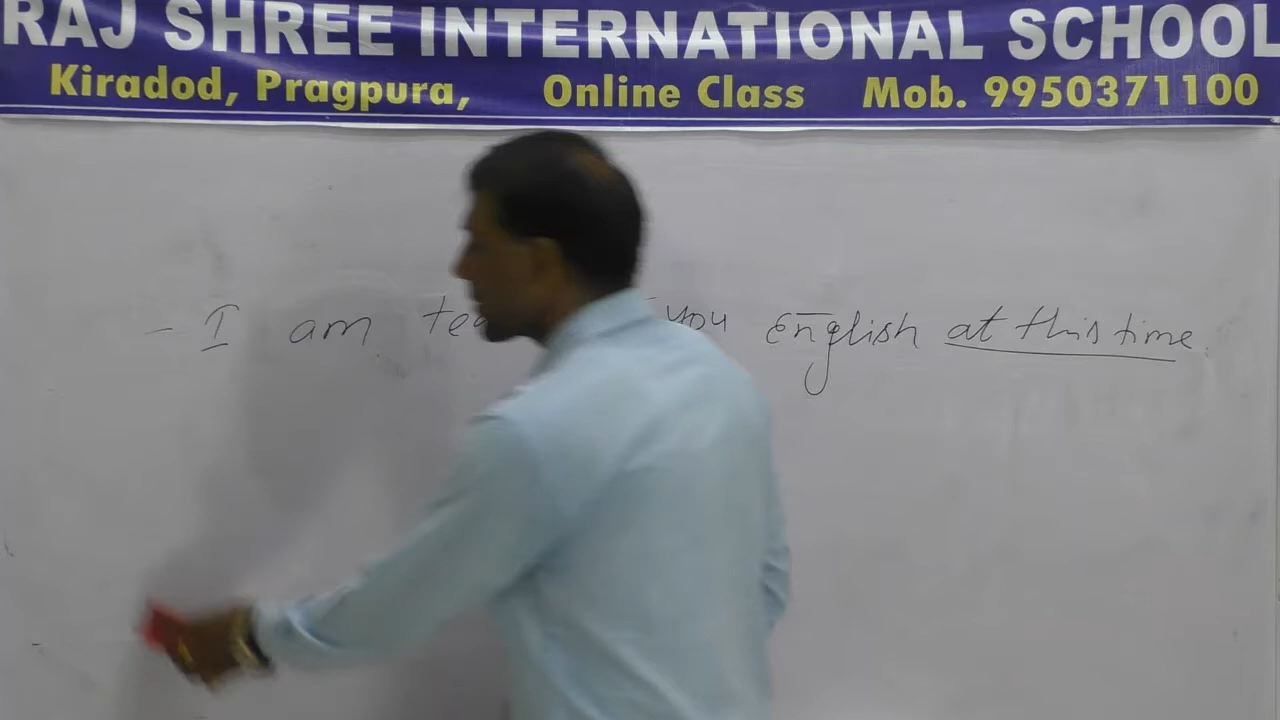 RAJ SHREE INTERNATIONAL SCHOOL
Kiradod, Pragpura, Online Class Mob. 9950371100
- I am you English at this time.